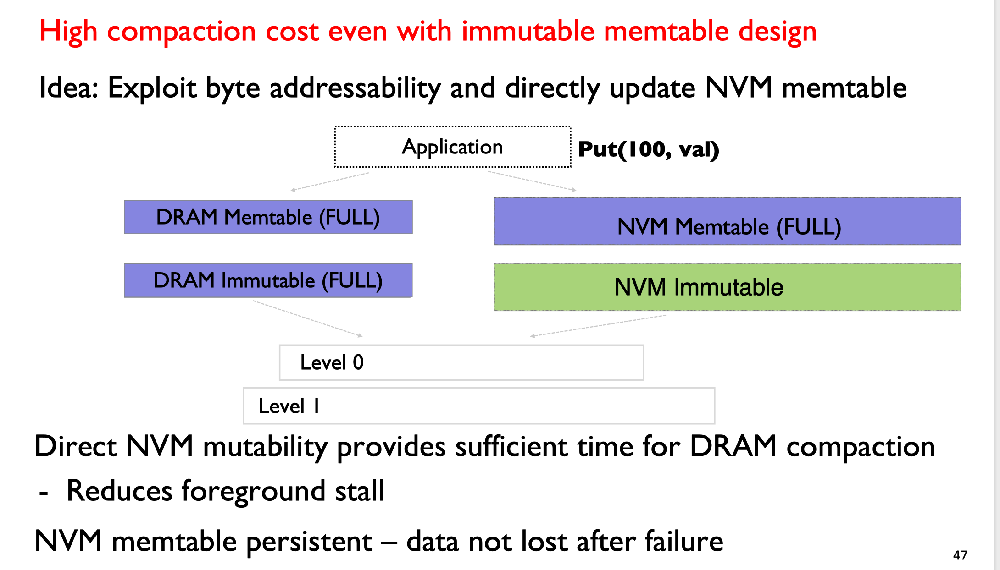 High compaction cost even with immutable memtable design
Idea: Exploit byte addressability and directly update NVM memtable
Application
Put(100, val)
DRAM Memtable (FULL)
NVM Memtable (FULL)
DRAM Immutable (FULL)
NVM Immutable
Level 0
Level 1
Direct NVM mutability provides sufficient time for DRAM compaction
- Reduces foreground stall
NVM memtable persistent – data not lost after failure
47